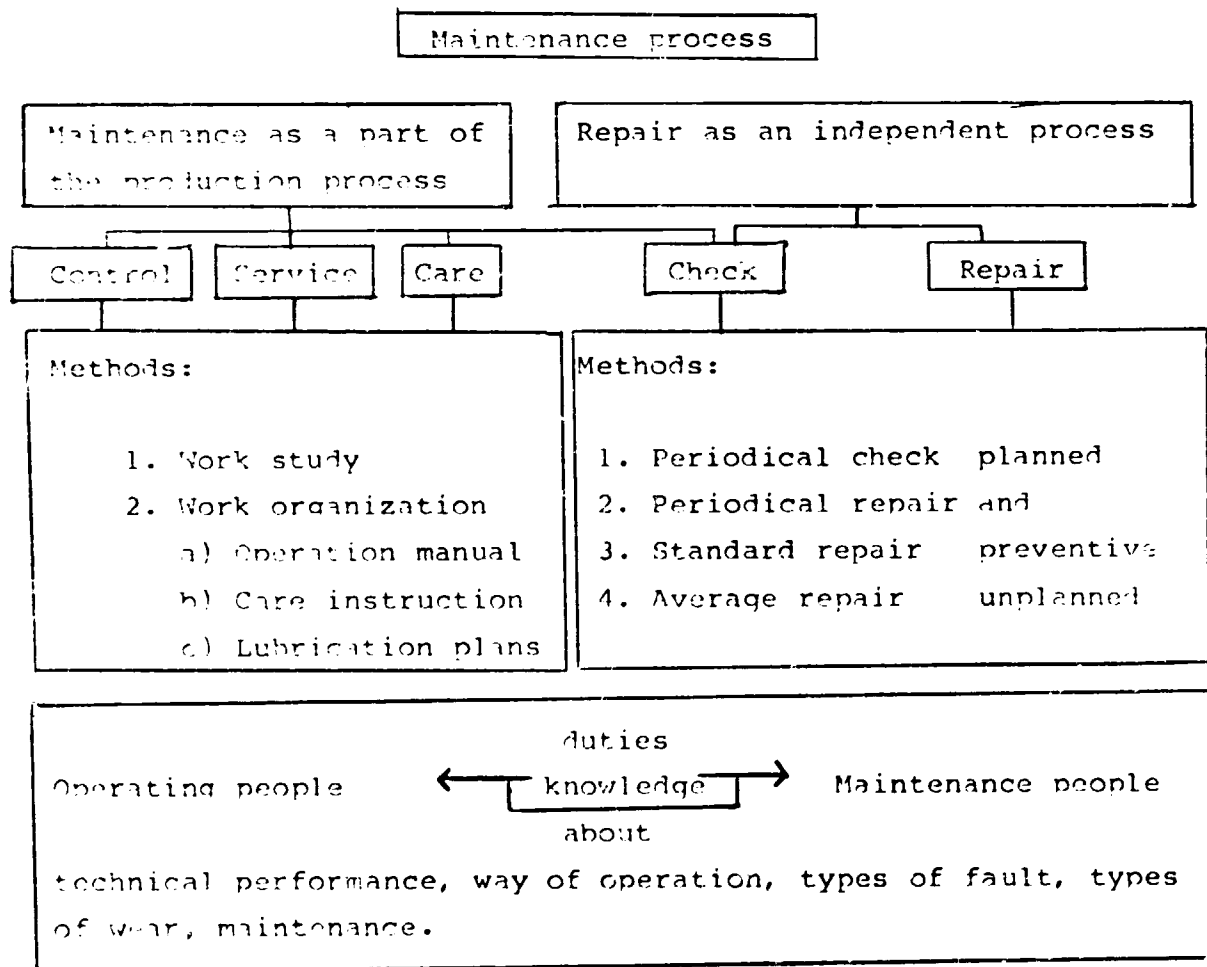 Maintenance process
Maintenance as a part of
the production process
Repair as an independent process
Control
Service
Care
Check
Repair
Methods:
1. Work study
2. Work organization
a) Operation manual
b) Care instruction
c) Lubrication plans
Methods:
1. Periodical check planned
2. Periodical repair and
3. Standard repair preventive
4. Average repair unplanned
duties
Operating people knowledge Maintenance people
about
technical performance, way of operation, types of fault, types
of wear, maintenance.